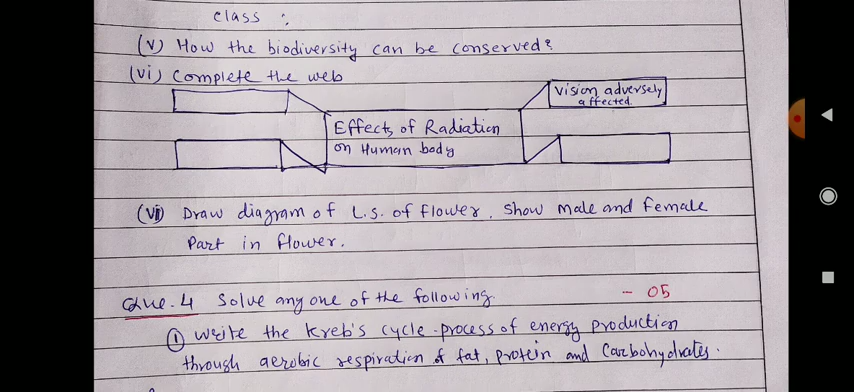 class :
(v) How the biodiversity can be conserved?
(vi) Complete the web
Vision adversely
affected
Effects of Radiation
on Human body
(vi) Draw diagram of L.S. of flower. Show male and female
Part in flower.
Que. 4 Solve any one of the following - 05
① Write the Kreb's cycle - process of energy production
through aerobic respiration of fat, protein and Carbohydrates.